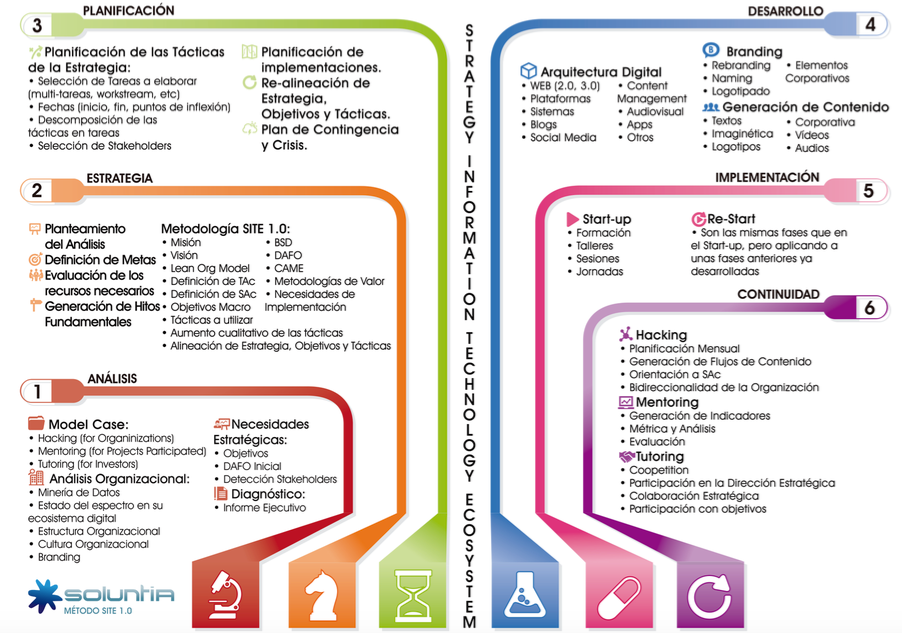 PLANIFICACIÓN
3
Planificación de las Tácticas
de la Estrategia:
• Selección de Tareas a elaborar
(multi-tareas, workstream, etc)
• Fechas (inicio, fin, puntos de inflexión)
• Descomposición de las
tácticas en tareas
• Selección de Stakeholders
Planificación de
implementaciones.
Re-alineación de
Estrategia,
Objetivos y Tácticas.
Plan de Contingencia
y Crisis.
ESTRATEGIA
2
Planteamiento
del Análisis
Definición de Metas
Evaluación de los
recursos necesarios
Generación de Hitos
Fundamentales
Metodología SITE 1.0:
• Misión
• Visión
• Lean Org Model
• Definición de TAc
• Definición de SAc
• Objetivos Macro
• Tácticas a utilizar
Aumento cualitativo de las tácticas
• Alineación de Estrategia, Objetivos y Tácticas
• BSD
• DAFO
• CAME
• Metodologías de Valor
• Necesidades de
Implementación
ANÁLISIS
1
Model Case:
• Hacking (for Organinizations)
• Mentoring (for Projects Participated)
• Tutoring (for Investors)
Análisis Organizacional:
• Minería de Datos
• Estado del espectro en su
ecosistema digital
• Estructura Organizacional
• Cultura Organizacional
• Branding
Necesidades
Estratégicas:
• Objetivos
• DAFO Inicial
• Detección Stakeholders
Diagnóstico:
• Informe Ejecutivo
soluntia
MÉTODO SITE 1.0
STRATEGY INFORMATION TECHNOLOGY ECOSYSTEM
DESARROLLO
4
Arquitectura Digital
• WEB (2.0, 3.0)
• Plataformas
• Sistemas
• Blogs
• Social Media
• Content
Management
• Audiovisual
• Apps
• Otros
B
Branding
• Rebranding
• Naming
• Logotipado
• Elementos
Corporativos
Generación de Contenido
• Textos
• Imaginética
• Logotipos
• Corporativa
• Vídeos
• Audios
IMPLEMENTACIÓN
5
Start-up
• Formación
• Talleres
• Sesiones
• Jornadas
Re-Start
• Son las mismas fases que en
el Start-up, pero aplicando a
unas fases anteriores ya
desarrolladas
CONTINUIDAD
6
Hacking
• Planificación Mensual
• Generación de Flujos de Contenido
• Orientación a SAc
• Bidireccionalidad de la Organización
Mentoring
• Generación de Indicadores
• Métrica y Análisis
• Evaluación
Tutoring
• Coopetition
• Participación en la Dirección Estratégica
• Colaboración Estratégica
• Participación con objetivos